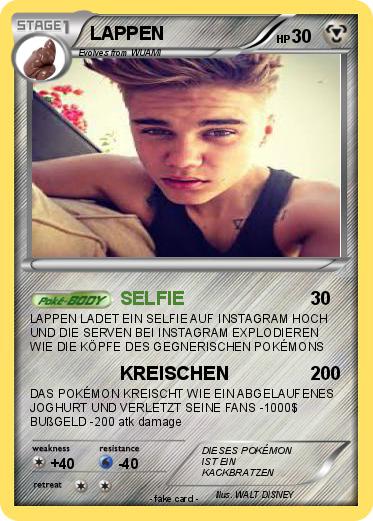 STAGE1 LAPPEN HP30
Evolves from WUAMI
Poké-BODY SELFIE 30
LAPPEN LADET EIN SELFIE AUF INSTAGRAM HOCH
UND DIE SERVEN BEI INSTAGRAM EXPLODIEREN
WIE DIE KÖPFE DES GEGNERISCHEN POKÉMONS
KREISCHEN 200
DAS POKÉMON KREISCHT WIE EIN ABGELAUFENES
JOGHURT UND VERLETZT SEINE FANS -1000$
BUßGELD -200 atk damage
weakness resistance
+40 -40
retreat
DIESES POKÉMON
IST EIN
KACKBRATZEN
- fake card -
Illus. WALT DISNEY